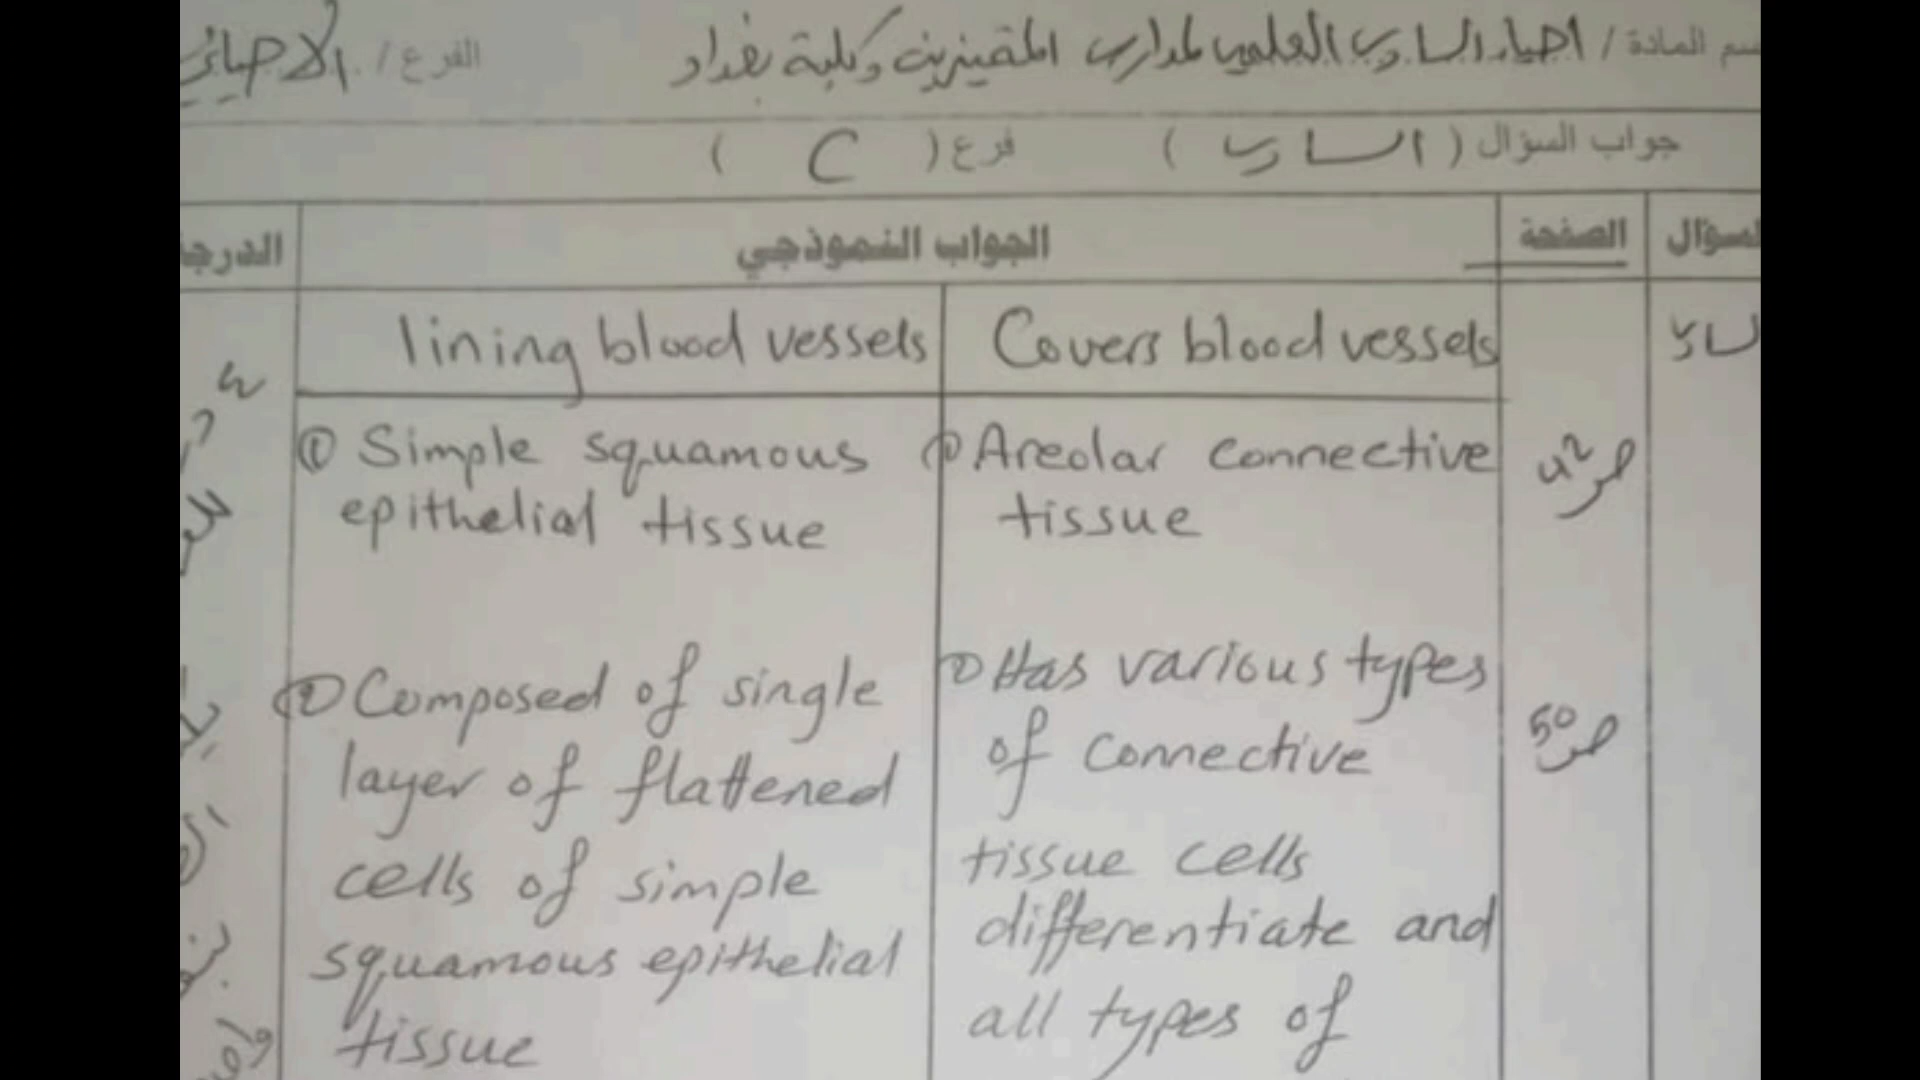 اسم المادة / احياء السادس العلمي لمدارس المتميزين وكلية بغداد الفرع / الاحيائي
جواب السؤال ( السادس ) فرع ( C )
السؤال الصفحة الجواب النموذجي الدرجة
Covers blood vessels
lining blood vessels
① Simple squamous
epithelial tissue
② Composed of single
layer of flattened
cells of simple
squamous epithelial
tissue
① Areolar connective
tissue
② Has various types
of connective
tissue cells
differentiate and
all types of
ص42
ص50